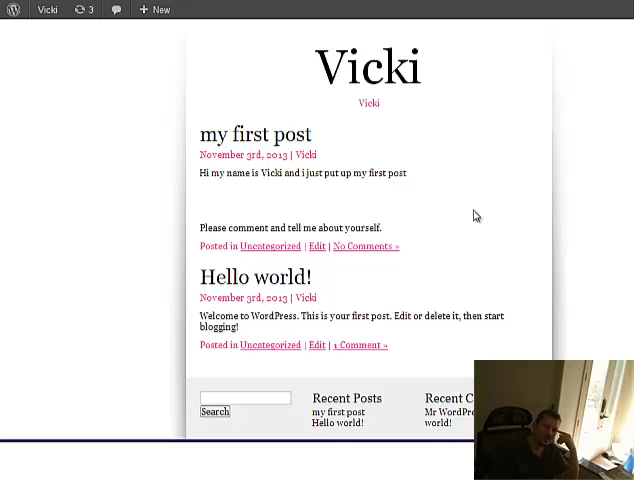 Vicki 3 + New
Vicki
Vicki
my first post
November 3rd, 2013 | Vicki
Hi my name is Vicki and i just put up my first post
Please comment and tell me about yourself.
Posted in Uncategorized | Edit | No Comments »
Hello world!
November 3rd, 2013 | Vicki
Welcome to WordPress. This is your first post. Edit or delete it, then start
blogging!
Posted in Uncategorized | Edit | 1 Comment »
Search
Recent Posts
my first post
Hello world!
Recent
Mr
world!